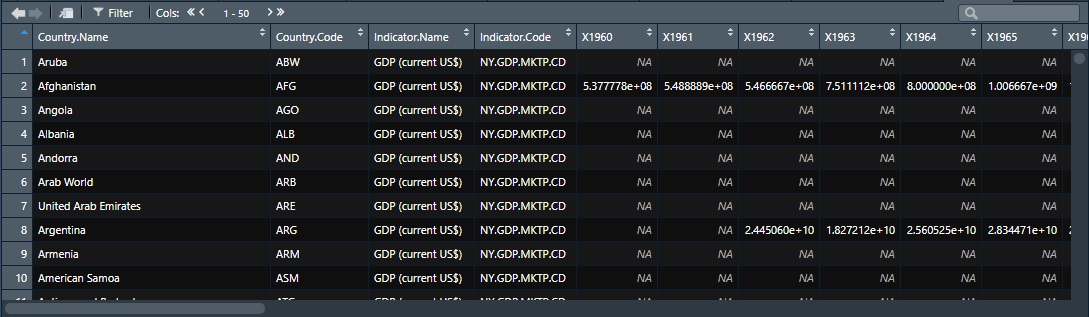 Filter Cols: 1 - 50
Country.Name Country.Code Indicator.Name Indicator.Code X1960 X1961 X1962 X1963 X1964 X1965
1 Aruba ABW GDP (current US$) NY.GDP.MKTP.CD NA NA NA NA NA NA
2 Afghanistan AFG GDP (current US$) NY.GDP.MKTP.CD 5.377778e+08 5.488889e+08 5.466667e+08 7.511112e+08 8.000000e+08 1.006667e+09
3 Angola AGO GDP (current US$) NY.GDP.MKTP.CD NA NA NA NA NA NA
4 Albania ALB GDP (current US$) NY.GDP.MKTP.CD NA NA NA NA NA NA
5 Andorra AND GDP (current US$) NY.GDP.MKTP.CD NA NA NA NA NA NA
6 Arab World ARB GDP (current US$) NY.GDP.MKTP.CD NA NA NA NA NA NA
7 United Arab Emirates ARE GDP (current US$) NY.GDP.MKTP.CD NA NA NA NA NA NA
8 Argentina ARG GDP (current US$) NY.GDP.MKTP.CD NA NA 2.445060e+10 1.827212e+10 2.560525e+10 2.834471e+10
9 Armenia ARM GDP (current US$) NY.GDP.MKTP.CD NA NA NA NA NA NA
10 American Samoa ASM GDP (current US$) NY.GDP.MKTP.CD NA NA NA NA NA NA